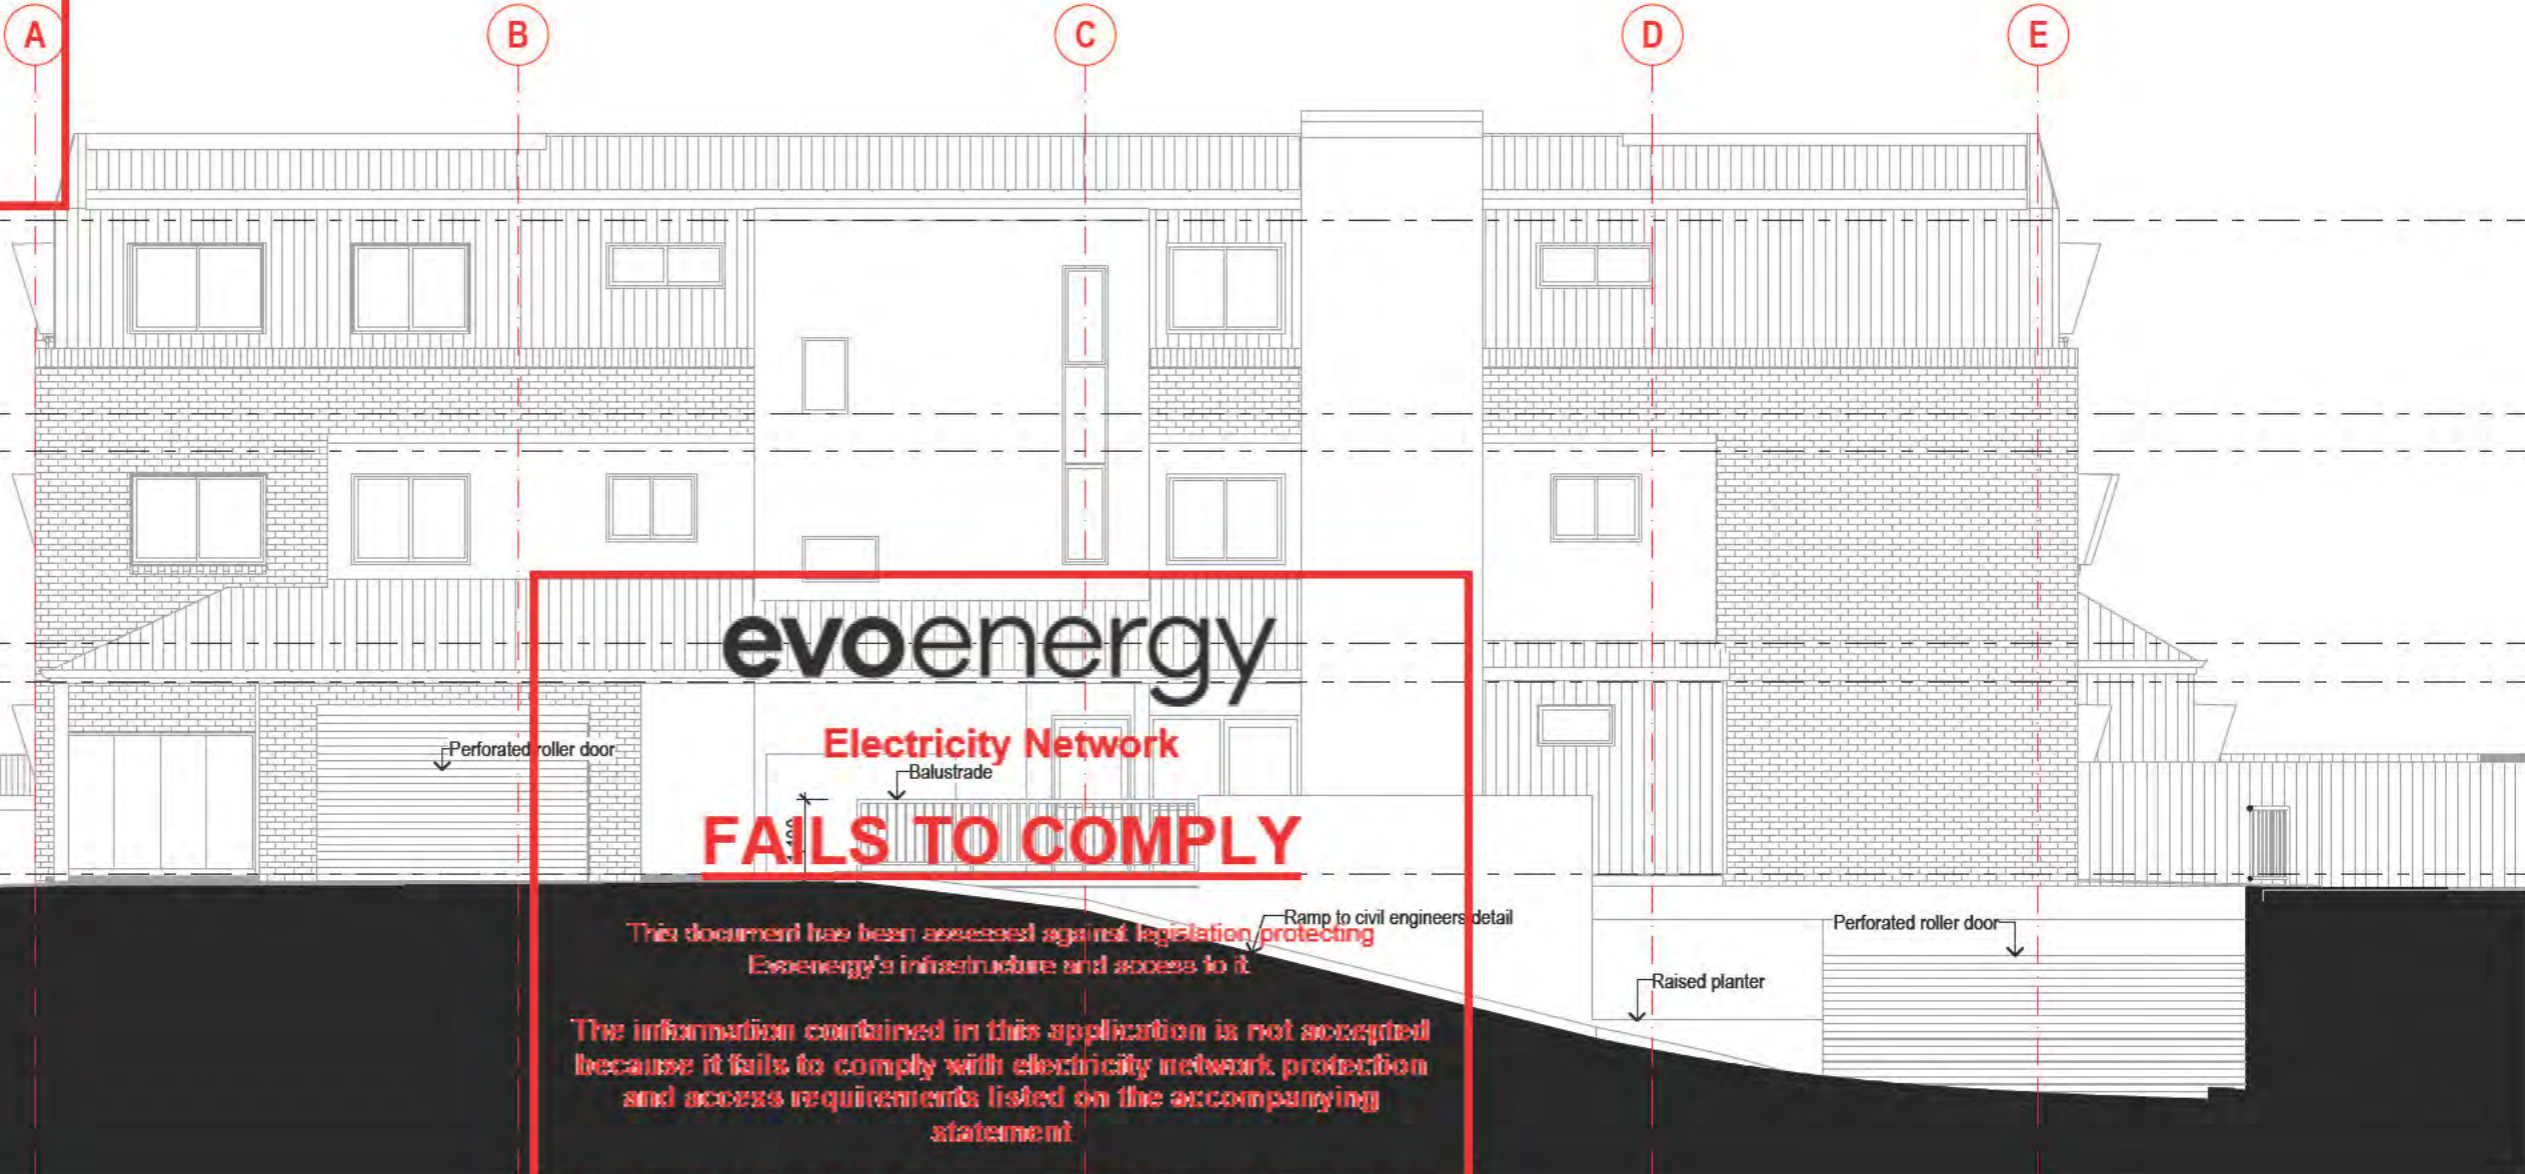 A B C D E
evoenergy
Electricity Network
Perforated roller door
Balustrade
FAILS TO COMPLY
Ramp to civil engineers detail
This document has been assessed against legislation protecting
Evoenergy's infrastructure and access to it
Perforated roller door
Raised planter
The information contained in this application is not accepted
because it fails to comply with electricity network protection
and access requirements listed on the accompanying
statement